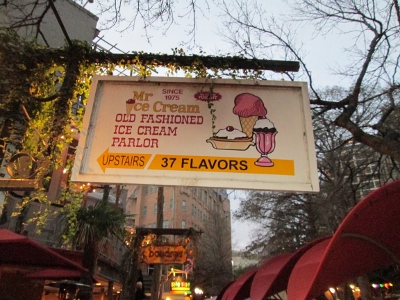 Mr
Ice Cream
SINCE
1975
OLD FASHIONED
ICE CREAM
PARLOR
UPSTAIRS
37 FLAVORS